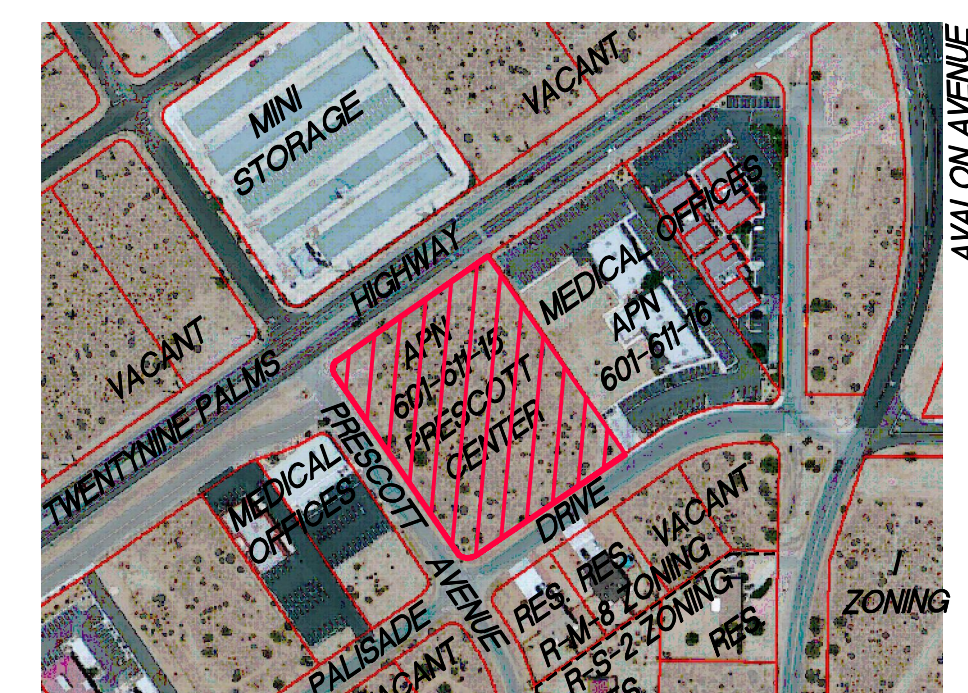 VACANT
AVALON AVENUE
MINI
STORAGE
MEDICAL OFFICES
APN
601-611-16
TWENTYNINE PALMS HIGHWAY
VACANT
APN
601-611-15
PRESCOTT
CENTER
PRESCOTT AVENUE
MEDICAL
OFFICES
PALISADE DRIVE
VACANT
RES.
RES.
R-M-8 ZONING
R-S-2 ZONING
RES.
I
ZONING